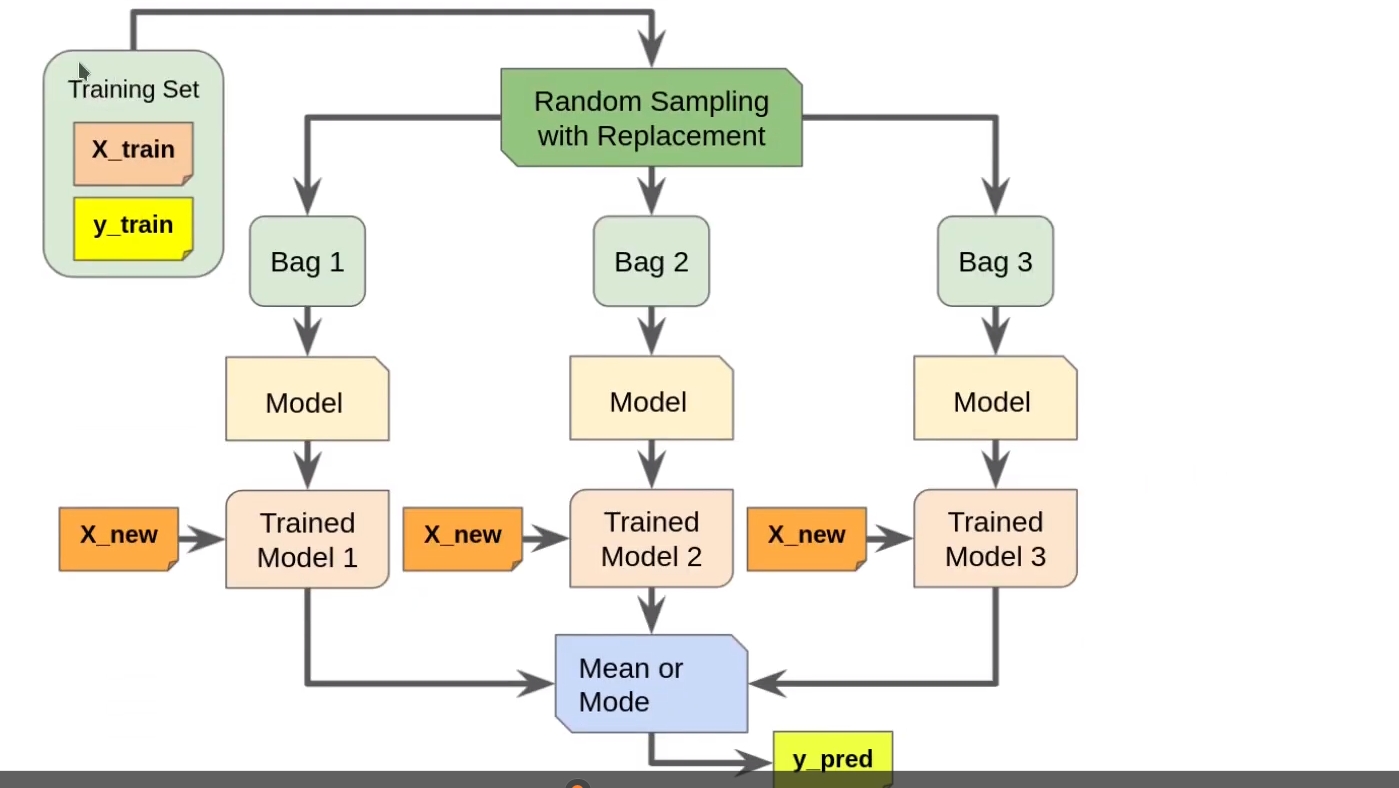 Training Set
X_train
y_train
Random Sampling
with Replacement
Bag 1
Bag 2
Bag 3
Model
Model
Model
X_new
Trained
Model 1
X_new
Trained
Model 2
X_new
Trained
Model 3
Mean or
Mode
y_pred